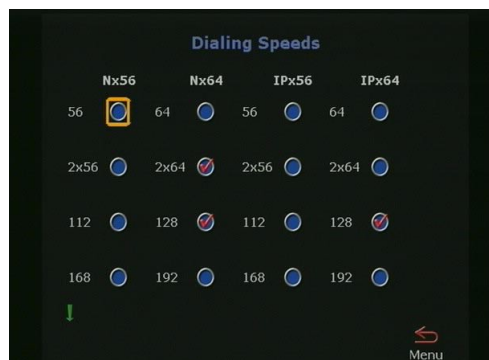 Dialing Speeds
Nx56 Nx64 IPx56 IPx64
56 64 56 64
2x56 2x64 2x56 2x64
112 128 112 128
168 192 168 192
Menu